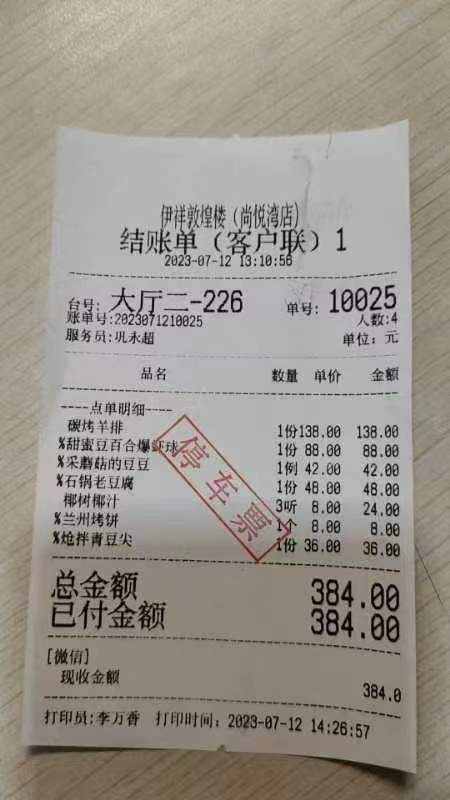 伊祥敦煌楼（尚悦湾店）
结账单（客户联）1
2023-07-12 13:10:56
台号: 大厅二-226 单号: 10025
账单号:2023071210025 人数:4
服务员:巩永超 单位: 元
品名 数量 单价 金额
----点单明细----
碳烤羊排 1份138.00 138.00
%甜蜜豆百合爆虾球 1份 88.00 88.00
%采蘑菇的豆豆 1例 42.00 42.00
%石锅老豆腐 1份 48.00 48.00
椰树椰汁 3听 8.00 24.00
%兰州烤饼 1个 8.00 8.00
%炝拌青豆尖 1份 36.00 36.00
停车票
总金额 384.00
已付金额 384.00
[微信]
现收金额 384.0
打印员:李万香 打印时间: 2023-07-12 14:26:57